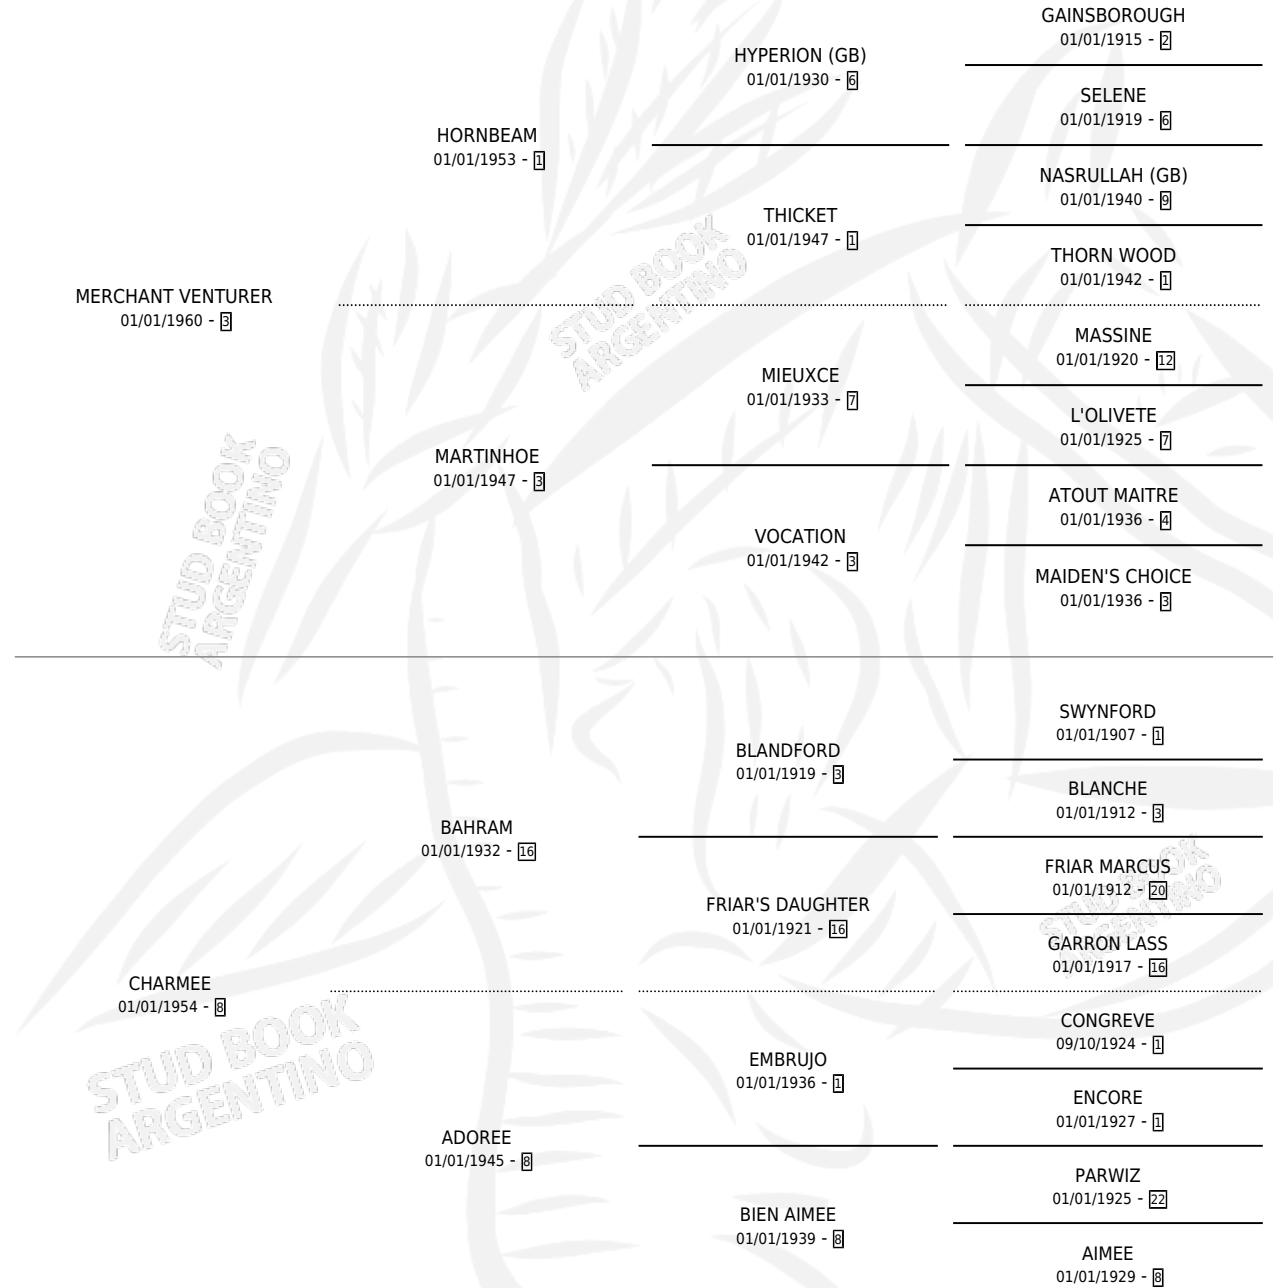 GAINSBOROUGH
01/01/1915 - 2
HYPERION (GB)
01/01/1930 - 6
SELENE
01/01/1919 - 6
HORNBEAM
01/01/1953 - 1
NASRULLAH (GB)
01/01/1940 - 9
THICKET
01/01/1947 - 1
THORN WOOD
01/01/1942 - 1
MERCHANT VENTURER
01/01/1960 - 3
MASSINE
01/01/1920 - 12
MIEUXCE
01/01/1933 - 7
L'OLIVETE
01/01/1925 - 7
MARTINHOE
01/01/1947 - 3
ATOUT MAITRE
01/01/1936 - 4
VOCATION
01/01/1942 - 3
MAIDEN'S CHOICE
01/01/1936 - 3
STUD BOOK
ARGENTINO
STUD BOOK
ARGENTINO
SWYNFORD
01/01/1907 - 1
BLANDFORD
01/01/1919 - 3
BLANCHE
01/01/1912 - 3
BAHRAM
01/01/1932 - 16
FRIAR MARCUS
01/01/1912 - 20
FRIAR'S DAUGHTER
01/01/1921 - 16
GARRON LASS
01/01/1917 - 16
STUD BOOK
ARGENTINO
CHARMEE
01/01/1954 - 8
CONGREVE
09/10/1924 - 1
EMBRUJO
01/01/1936 - 1
ENCORE
01/01/1927 - 1
ADOREE
01/01/1945 - 8
PARWIZ
01/01/1925 - 22
BIEN AIMEE
01/01/1939 - 8
AIMEE
01/01/1929 - 8
STUD BOOK
ARGENTINO